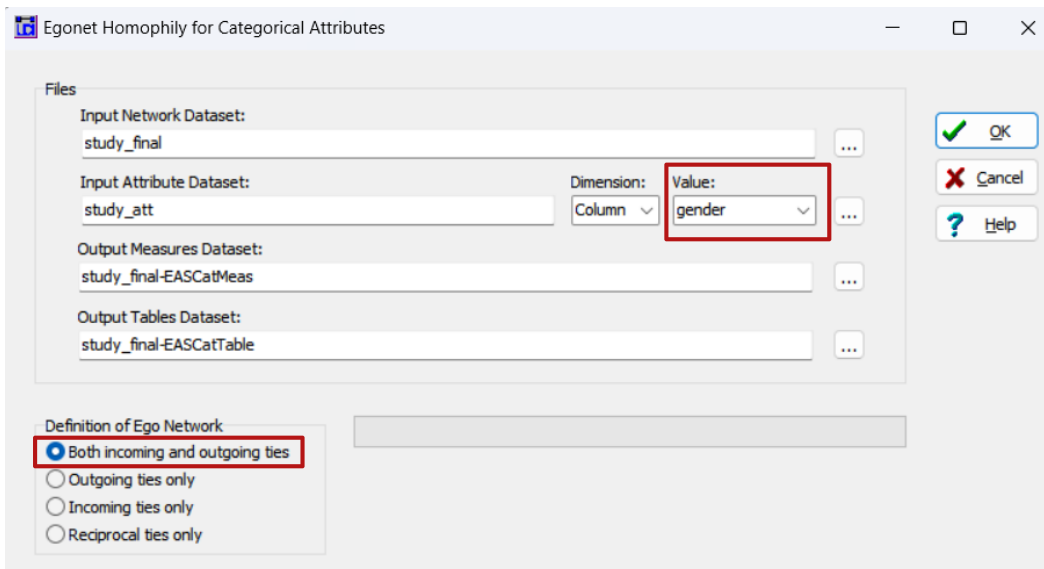 Egonet Homophily for Categorical Attributes
Files
Input Network Dataset:
study_final
...
OK
Input Attribute Dataset:
Dimension:
Value:
Cancel
study_att
Column
gender
...
Help
Output Measures Dataset:
study_final-EASCatMeas
...
Output Tables Dataset:
study_final-EASCatTable
...
Definition of Ego Network
Both incoming and outgoing ties
Outgoing ties only
Incoming ties only
Reciprocal ties only